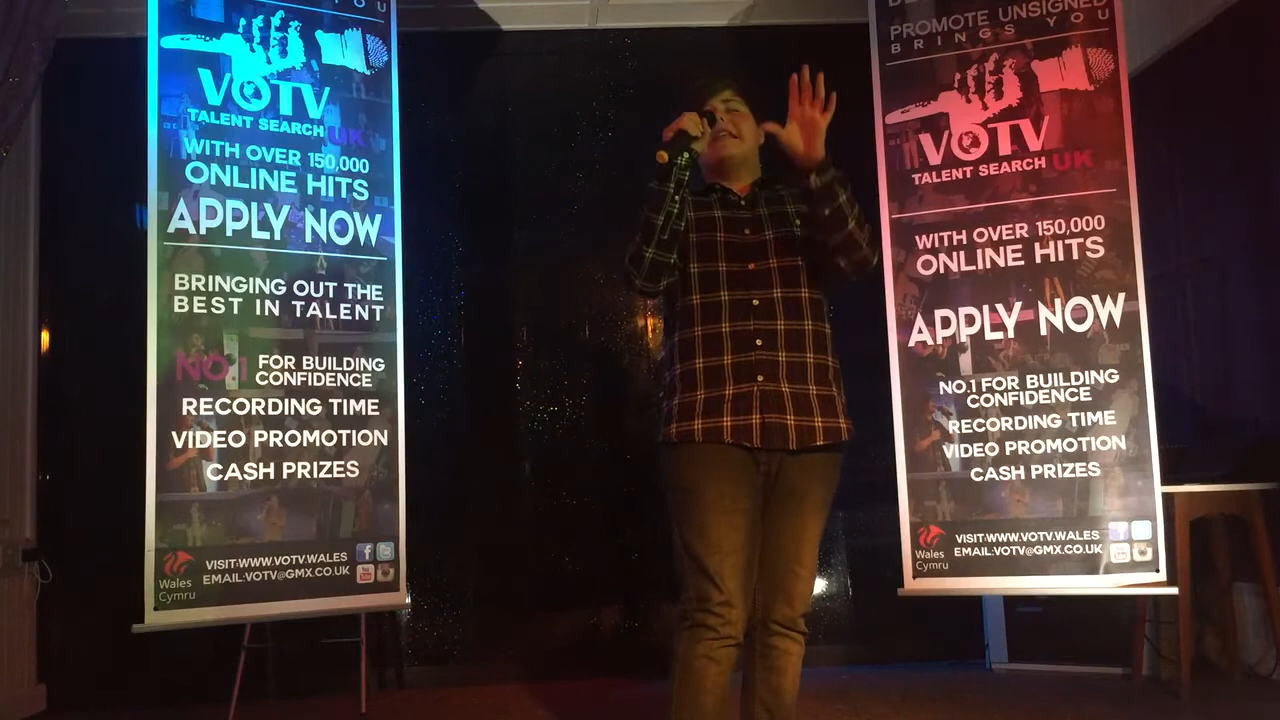 YOU
VOTV
TALENT SEARCH UK
WITH OVER 150,000
ONLINE HITS
APPLY NOW
BRINGING OUT THE
BEST IN TALENT
NO.1 FOR BUILDING
CONFIDENCE
RECORDING TIME
VIDEO PROMOTION
CASH PRIZES
Wales
Cymru
VISIT:WWW.VOTV.WALES
EMAIL:VOTV@GMX.CO.UK
PROMOTE UNSIGNED
BRINGS YOU
VOTV
TALENT SEARCH UK
WITH OVER 150,000
ONLINE HITS
APPLY NOW
NO.1 FOR BUILDING
CONFIDENCE
RECORDING TIME
VIDEO PROMOTION
CASH PRIZES
Wales
Cymru
VISIT:WWW.VOTV.WALES
EMAIL:VOTV@GMX.CO.UK